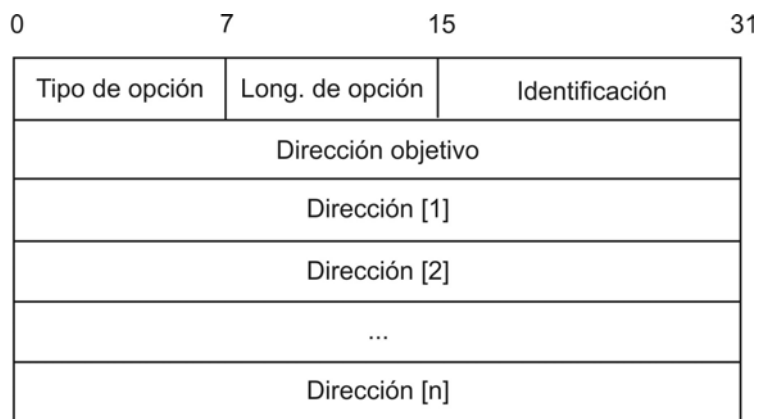 0 7 15 31
Tipo de opción Long. de opción Identificación
Dirección objetivo
Dirección [1]
Dirección [2]
...
Dirección [n]